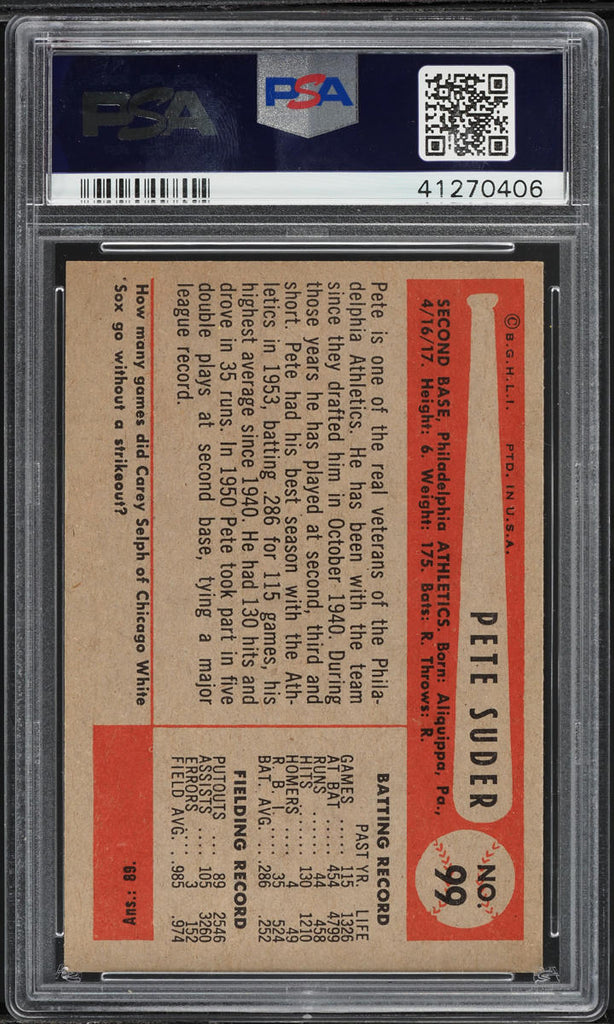 PSA
PSA
41270406
© B.G.H.L.I. PTD. IN U.S.A.
PETE SUDER
NO.
99
SECOND BASE, Philadelphia ATHLETICS. Born: Aliquippa, Pa.,
4/16/17. Height: 6. Weight: 175. Bats: R. Throws: R.
Pete is one of the real veterans of the Phila-
delphia Athletics. He has been with the team
since they drafted him in October 1940. During
those years he has played at second, third and
short. Pete had his best season with the Ath-
letics in 1953, batting .286 for 115 games, his
highest average since 1940. He had 130 hits and
drove in 35 runs. In 1950 Pete took part in five
double plays at second base, tying a major
league record.
How many games did Carey Selph of Chicago White
'Sox go without a strikeout?
BATTING RECORD
PAST YR. LIFE
GAMES ..... 115 1326
AT BAT .... 454 4799
RUNS ...... 44 458
HITS ...... 130 1210
HOMERS .... 4 49
R. B. I. .... 35 524
BAT. AVG. .. .286 .252
FIELDING RECORD
PUTOUTS ... 89 2546
ASSISTS .... 105 3260
ERRORS .... 3 152
FIELD AVG. . .985 .974
Ans.: 89.